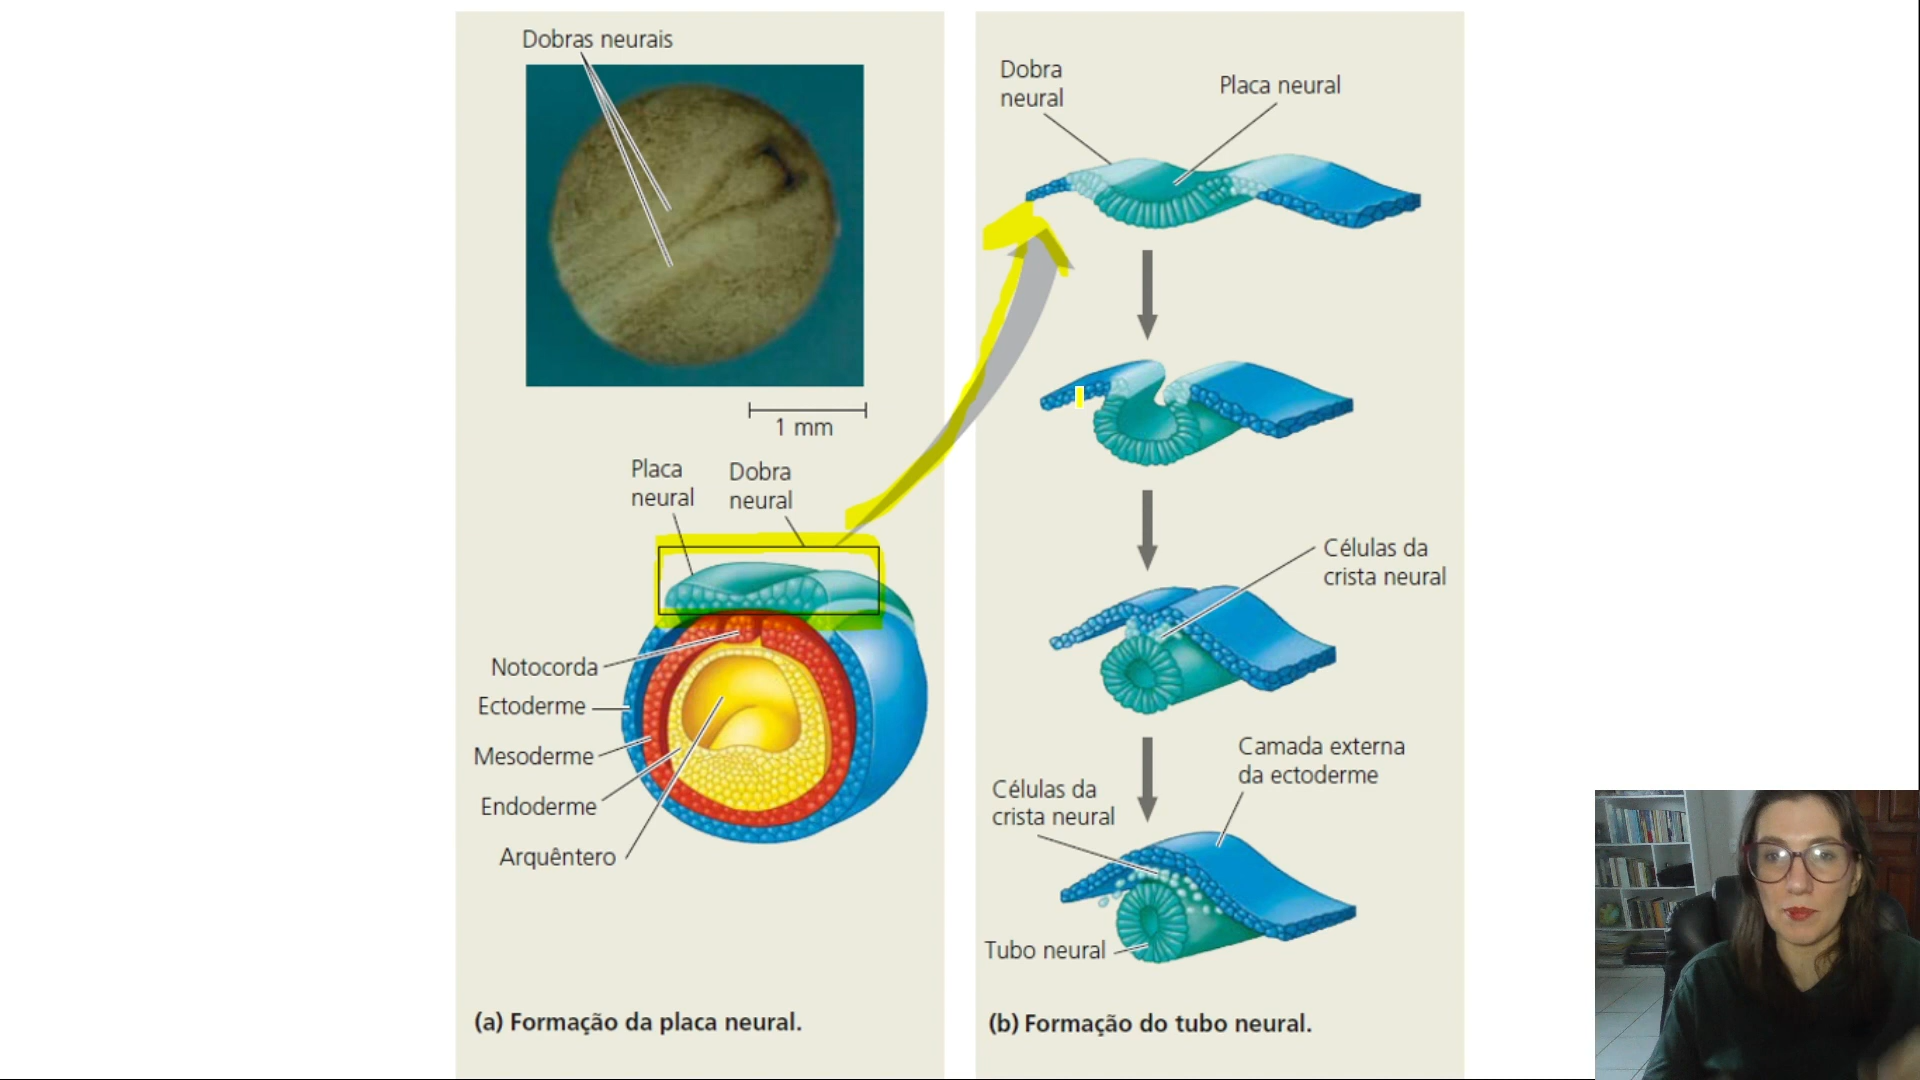 Dobras neurais
1 mm
Placa
neural
Dobra
neural
Notocorda
Ectoderme
Mesoderme
Endoderme
Arquêntero
(a) Formação da placa neural.
Dobra
neural
Placa neural
Células da
crista neural
Camada externa
da ectoderme
Células da
crista neural
Tubo neural
(b) Formação do tubo neural.